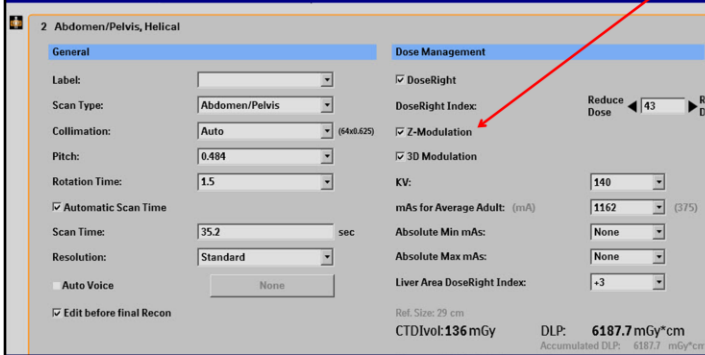 2 Abdomen/Pelvis, Helical
General
Label:
Scan Type: Abdomen/Pelvis
Collimation: Auto (64x0.625)
Pitch: 0.484
Rotation Time: 1.5
Automatic Scan Time
Scan Time: 35.2 sec
Resolution: Standard
Auto Voice None
Edit before final Recon
Dose Management
DoseRight
DoseRight Index: Reduce Dose 43
Z-Modulation
3D Modulation
KV: 140
mAs for Average Adult: (mA) 1162 (375)
Absolute Min mAs: None
Absolute Max mAs: None
Liver Area DoseRight Index: +3
Ref. Size: 29 cm
CTDIvol: 136 mGy DLP: 6187.7 mGy*cm
Accumulated DLP: 6187.7 mGy*cm